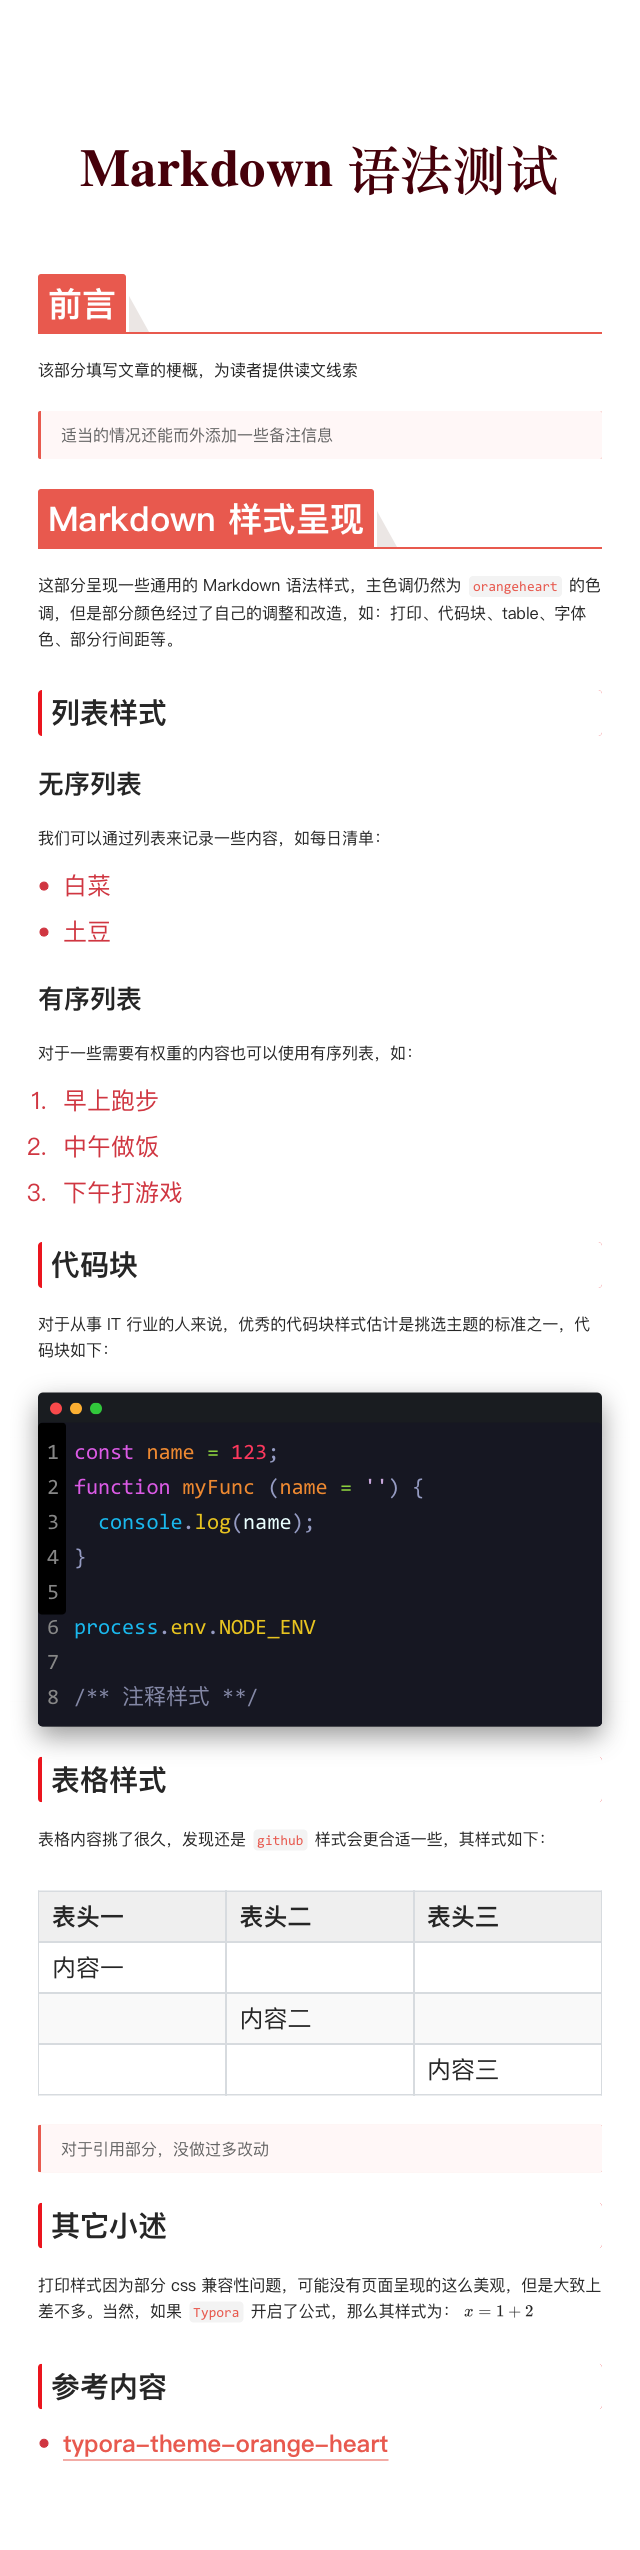 Markdown 语法测试
前言
该部分填写文章的梗概，为读者提供读文线索
适当的情况还能而外添加一些备注信息
Markdown 样式呈现
这部分呈现一些通用的 Markdown 语法样式，主色调仍然为 orangeheart 的色
调，但是部分颜色经过了自己的调整和改造，如：打印、代码块、table、字体
色、部分行间距等。
列表样式
无序列表
我们可以通过列表来记录一些内容，如每日清单：
• 白菜
• 土豆
有序列表
对于一些需要有权重的内容也可以使用有序列表，如：
1. 早上跑步
2. 中午做饭
3. 下午打游戏
代码块
对于从事 IT 行业的人来说，优秀的代码块样式估计是挑选主题的标准之一，代
码块如下：
1 const name = 123;
2 function myFunc (name = '') {
3   console.log(name);
4 }
5
6 process.env.NODE_ENV
7
8 /** 注释样式 **/
表格样式
表格内容挑了很久，发现还是 github 样式会更合适一些，其样式如下：
表头一 表头二 表头三
内容一
内容二
内容三
对于引用部分，没做过多改动
其它小述
打印样式因为部分 css 兼容性问题，可能没有页面呈现的这么美观，但是大致上
差不多。当然，如果 Typora 开启了公式，那么其样式为： x = 1 + 2
参考内容
• typora-theme-orange-heart